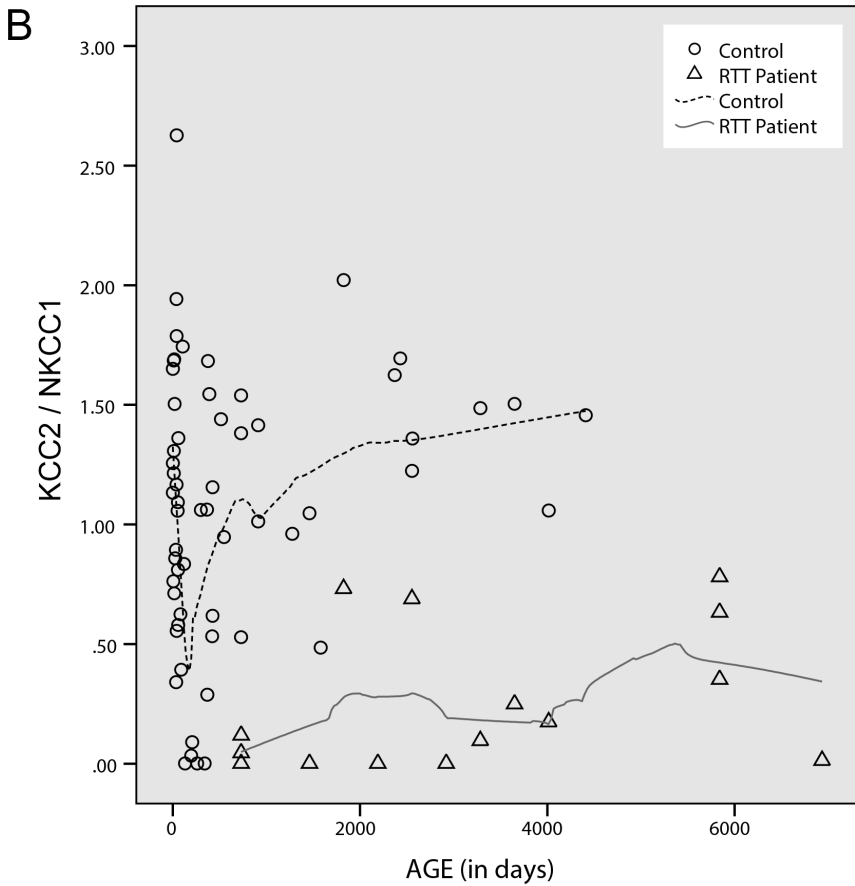 B
3.00
2.50
2.00
1.50
1.00
.50
.00
KCC2 / NKCC1
Control
RTT Patient
Control
RTT Patient
0
2000
4000
6000
AGE (in days)